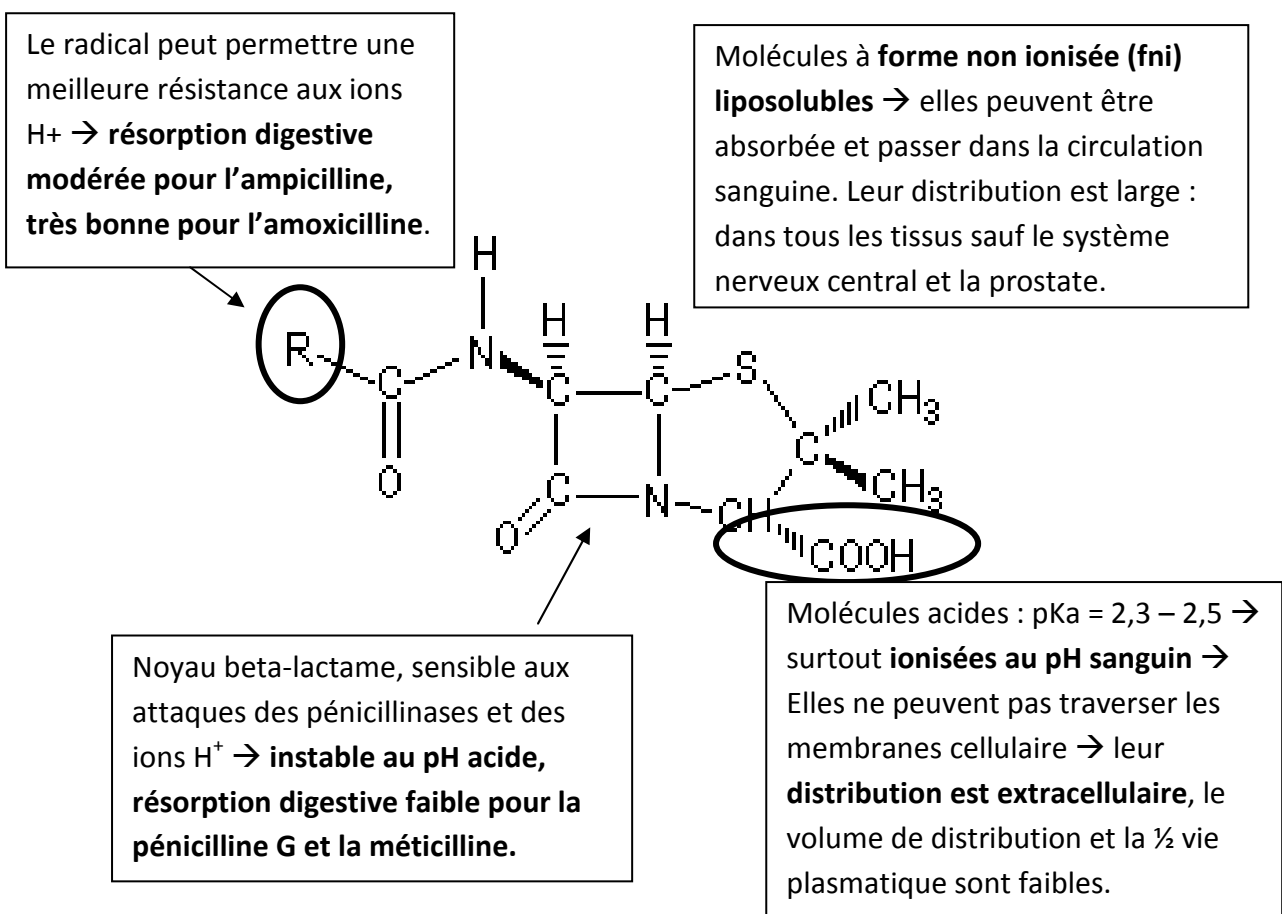 Le radical peut permettre une
meilleure résistance aux ions
H+ → résorption digestive
modérée pour l’ampicilline,
très bonne pour l’amoxicilline.
Molécules à forme non ionisée (fni)
liposolubles → elles peuvent être
absorbée et passer dans la circulation
sanguine. Leur distribution est large :
dans tous les tissus sauf le système
nerveux central et la prostate.
H
H H
R N S
C C C CH₃
C
O CH₃
C N CH
O COOH
Noyau beta-lactame, sensible aux
attaques des pénicillinases et des
ions H⁺ → instable au pH acide,
résorption digestive faible pour la
pénicilline G et la méticilline.
Molécules acides : pKa = 2,3 – 2,5 →
surtout ionisées au pH sanguin →
Elles ne peuvent pas traverser les
membranes cellulaire → leur
distribution est extracellulaire, le
volume de distribution et la ½ vie
plasmatique sont faibles.